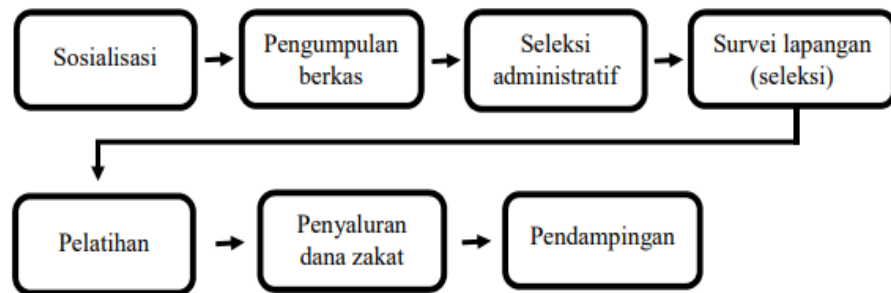 Sosialisasi
Pengumpulan
berkas
Seleksi
administratif
Survei lapangan
(seleksi)
Pelatihan
Penyaluran
dana zakat
Pendampingan